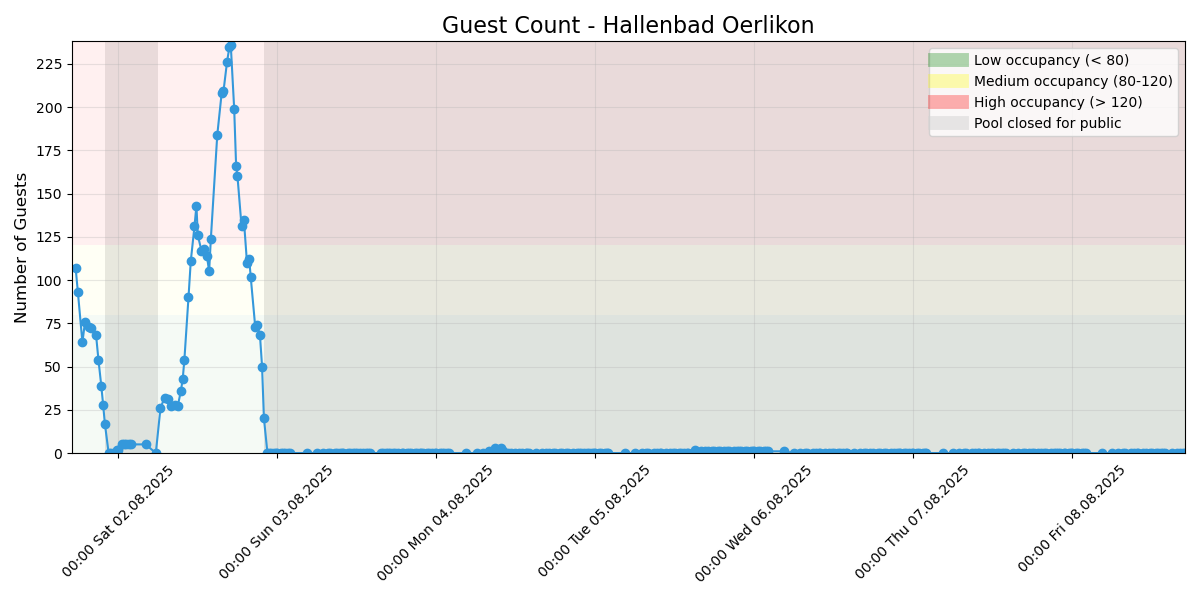 Guest Count - Hallenbad Oerlikon
Low occupancy (< 80)
Medium occupancy (80-120)
High occupancy (> 120)
Pool closed for public
Number of Guests
225
200
175
150
125
100
75
50
25
0
00:00 Sat 02.08.2025
00:00 Sun 03.08.2025
00:00 Mon 04.08.2025
00:00 Tue 05.08.2025
00:00 Wed 06.08.2025
00:00 Thu 07.08.2025
00:00 Fri 08.08.2025